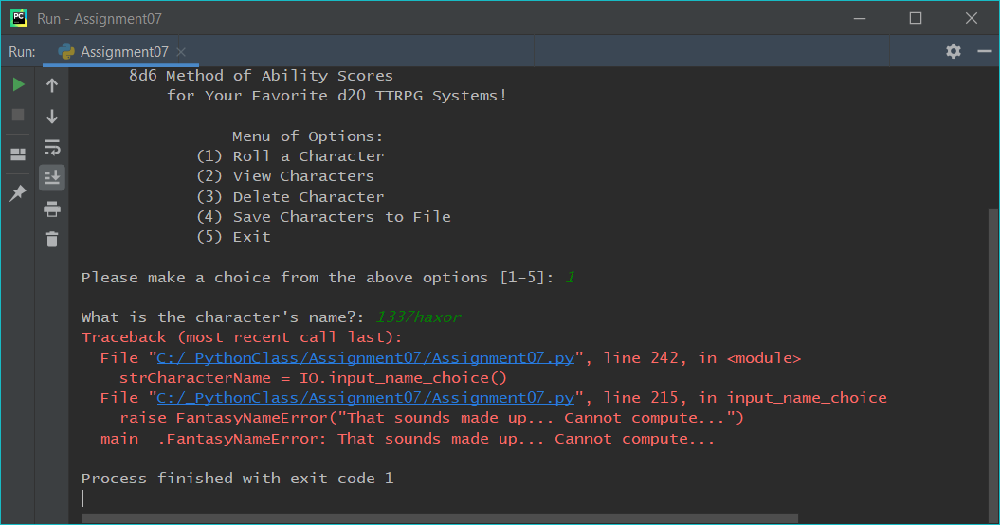 PC Run - Assignment07
Run: Assignment07
8d6 Method of Ability Scores
for Your Favorite d20 TTRPG Systems!
Menu of Options:
(1) Roll a Character
(2) View Characters
(3) Delete Character
(4) Save Characters to File
(5) Exit
Please make a choice from the above options [1-5]: 1
What is the character's name?: 1337haxor
Traceback (most recent call last):
File "C:/_PythonClass/Assignment07/Assignment07.py", line 242, in <module>
strCharacterName = IO.input_name_choice()
File "C:/_PythonClass/Assignment07/Assignment07.py", line 215, in input_name_choice
raise FantasyNameError("That sounds made up... Cannot compute...")
__main__.FantasyNameError: That sounds made up... Cannot compute...
Process finished with exit code 1